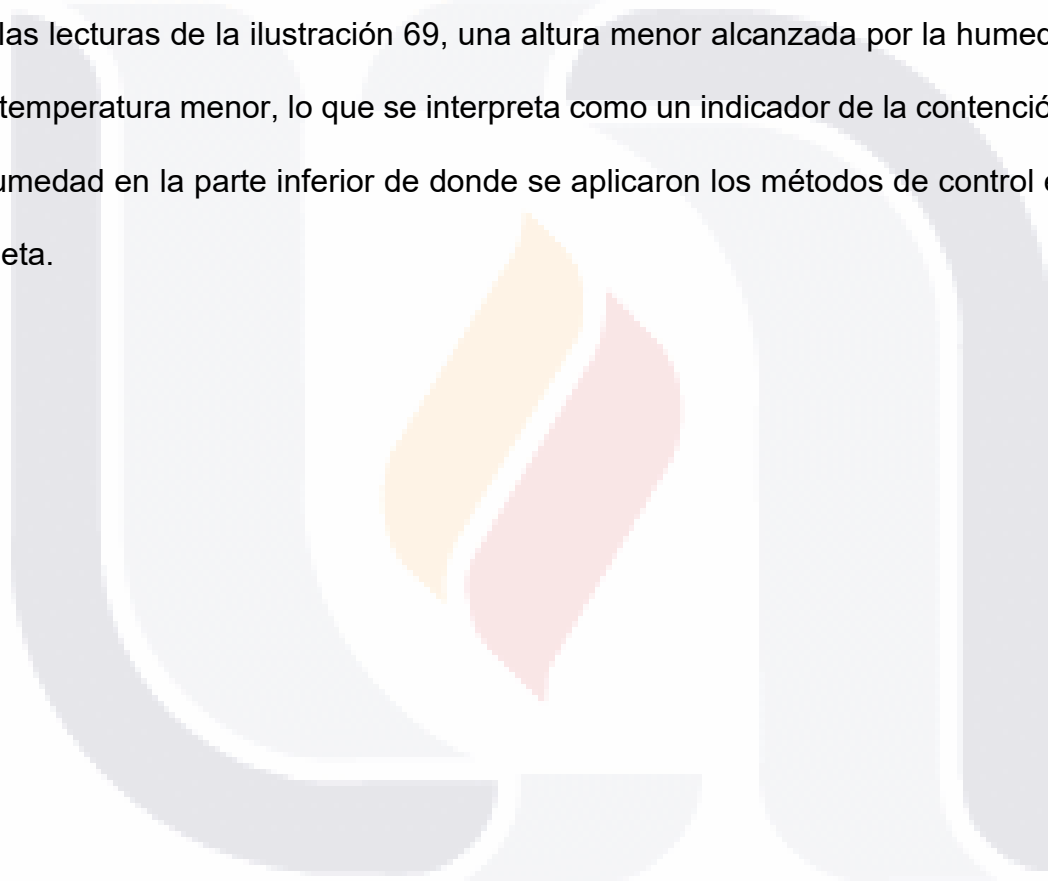 las lecturas de la ilustración 69, una altura menor alcanzada por la humed
temperatura menor, lo que se interpreta como un indicador de la contenció
umedad en la parte inferior de donde se aplicaron los métodos de control e
eta.